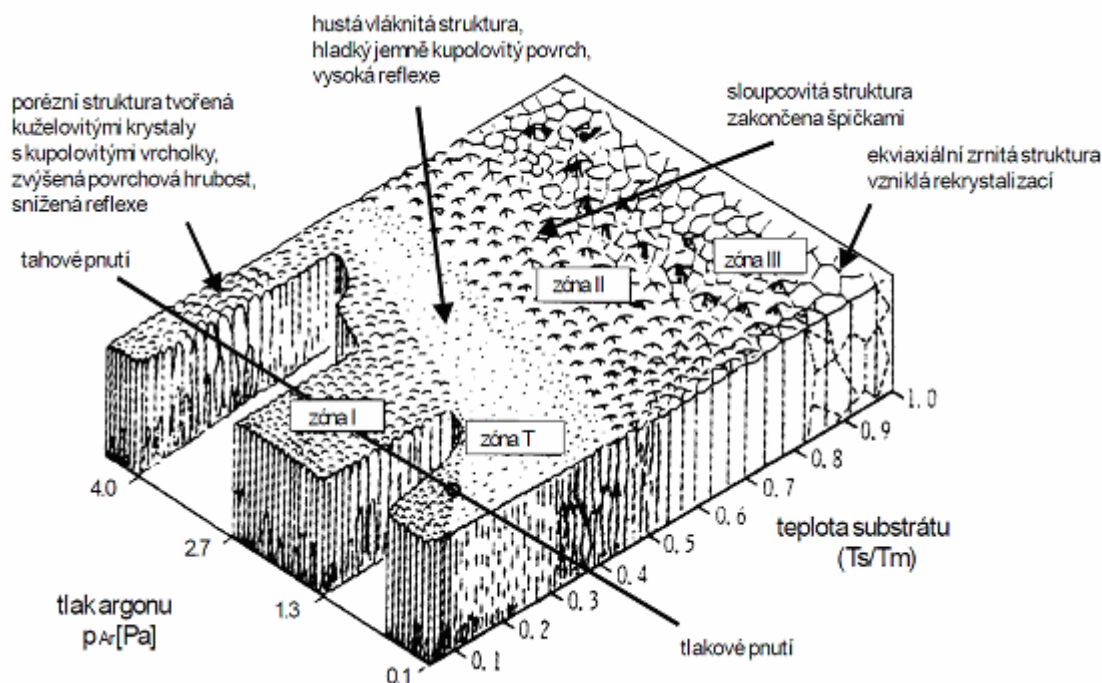 hustá vláknitá struktura,
hladký jemně kupolovitý povrch,
vysoká reflexe
porézní struktura tvořená
kuželovitými krystaly
s kupolovitými vrcholky,
zvýšená povrchová hrubost,
snížená reflexe
sloupcovitá struktura
zakončena špičkami
ekviaxiální zrnitá struktura
vzniklá rekrystalizací
tahové pnutí
zóna III
zóna II
zóna I
zóna T
1.0
0.9
0.8
0.7
0.6
0.5
0.4
0.3
0.2
0.1
4.0
2.7
1.3
0.1
teplota substrátu
(Ts/Tm)
tlak argonu
pAr[Pa]
tlakové pnutí